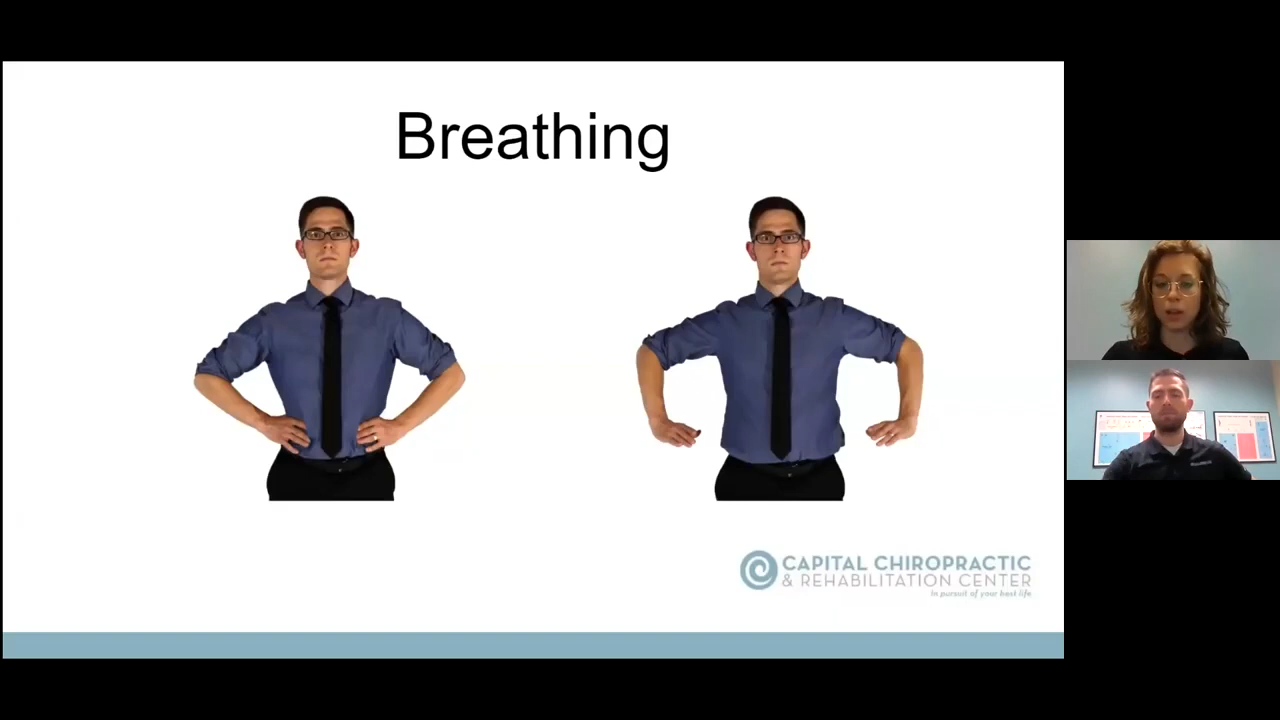 Breathing
CAPITAL CHIROPRACTIC
& REHABILITATION CENTER
in pursuit of your best life